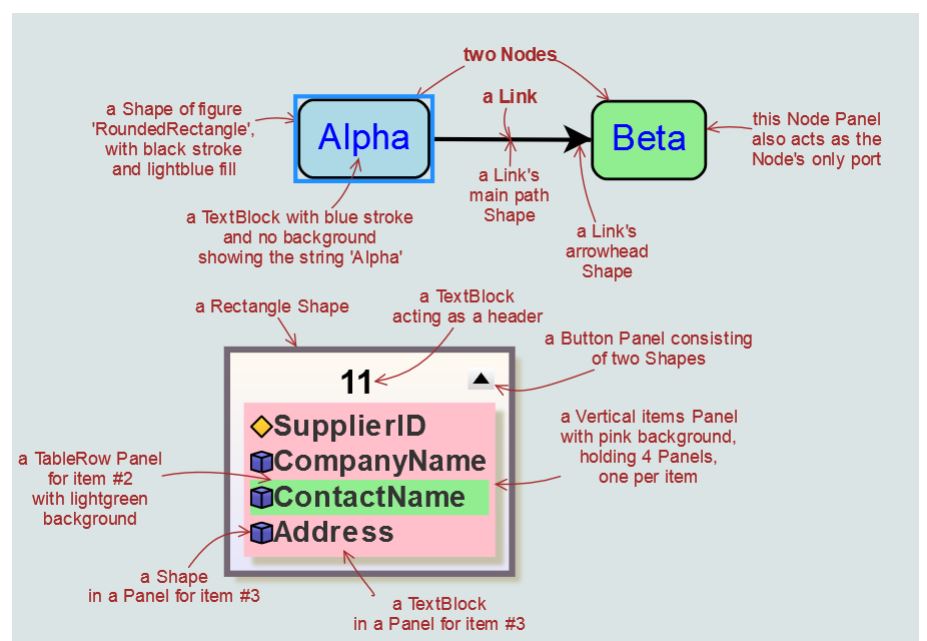 two Nodes
a Shape of figure
'RoundedRectangle',
with black stroke
and lightblue fill
a Link
Alpha
Beta
this Node Panel
also acts as the
Node's only port
a Link's
main path
Shape
a TextBlock with blue stroke
and no background
showing the string 'Alpha'
a Link's
arrowhead
Shape
a Rectangle Shape
a TextBlock
acting as a header
a Button Panel consisting
of two Shapes
11
SupplierID
CompanyName
ContactName
Address
a Vertical items Panel
with pink background,
holding 4 Panels,
one per item
a TableRow Panel
for item #2
with lightgreen
background
a Shape
in a Panel for item #3
a TextBlock
in a Panel for item #3